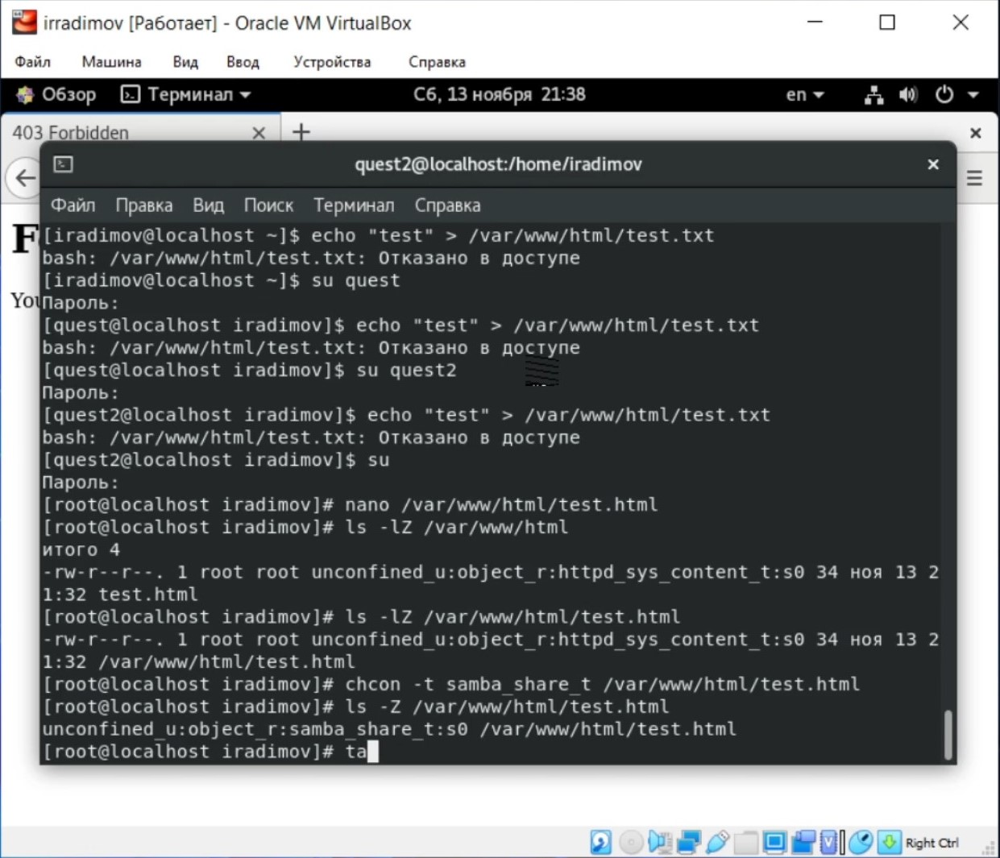 irradimov [Работает] - Oracle VM VirtualBox
Файл Машина Вид Ввод Устройства Справка
Обзор Терминал Сб, 13 ноября 21:38 en
403 Forbidden
quest2@localhost:/home/iradimov
Файл Правка Вид Поиск Терминал Справка
[iradimov@localhost ~]$ echo "test" > /var/www/html/test.txt
bash: /var/www/html/test.txt: Отказано в доступе
[iradimov@localhost ~]$ su quest
Пароль:
[quest@localhost iradimov]$ echo "test" > /var/www/html/test.txt
bash: /var/www/html/test.txt: Отказано в доступе
[quest@localhost iradimov]$ su quest2
Пароль:
[quest2@localhost iradimov]$ echo "test" > /var/www/html/test.txt
bash: /var/www/html/test.txt: Отказано в доступе
[quest2@localhost iradimov]$ su
Пароль:
[root@localhost iradimov]# nano /var/www/html/test.html
[root@localhost iradimov]# ls -lZ /var/www/html
итого 4
-rw-r--r--. 1 root root unconfined_u:object_r:httpd_sys_content_t:s0 34 ноя 13 2
1:32 test.html
[root@localhost iradimov]# ls -lZ /var/www/html/test.html
-rw-r--r--. 1 root root unconfined_u:object_r:httpd_sys_content_t:s0 34 ноя 13 2
1:32 /var/www/html/test.html
[root@localhost iradimov]# chcon -t samba_share_t /var/www/html/test.html
[root@localhost iradimov]# ls -Z /var/www/html/test.html
unconfined_u:object_r:samba_share_t:s0 /var/www/html/test.html
[root@localhost iradimov]# ta
Right Ctrl